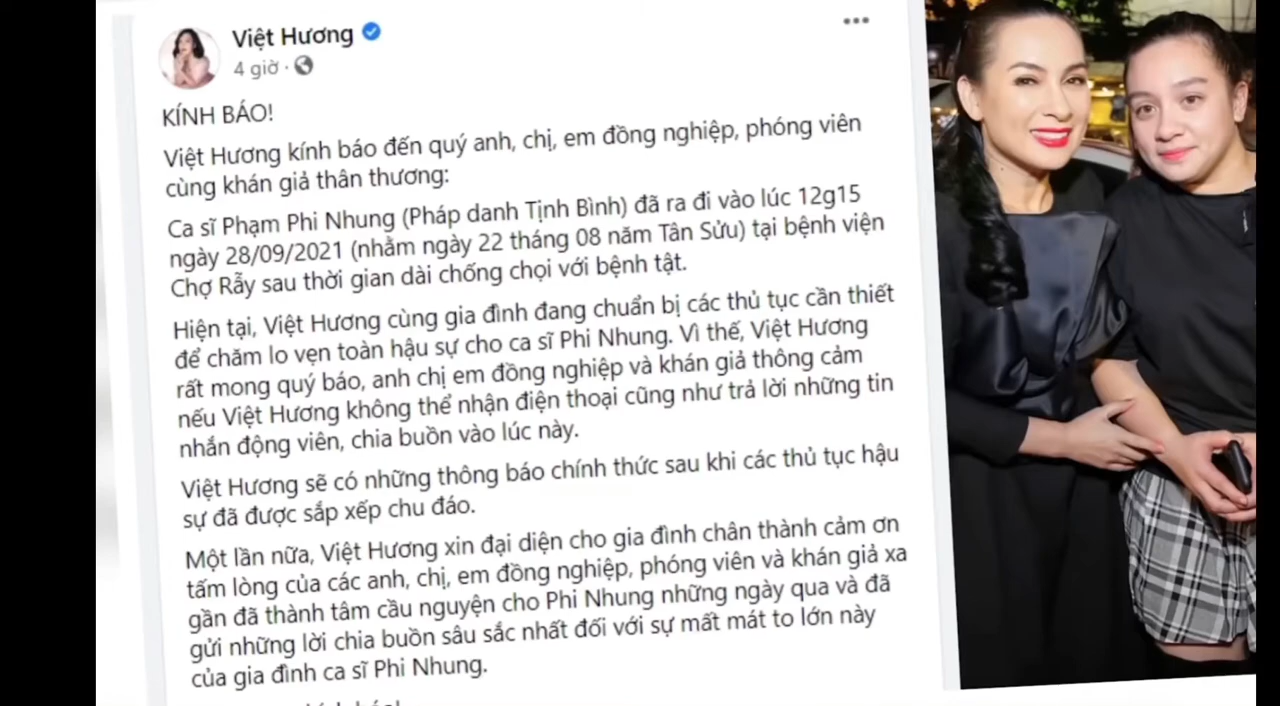 Việt Hương
4 giờ ·
KÍNH BÁO!
Việt Hương kính báo đến quý anh, chị, em đồng nghiệp, phóng viên
cùng khán giả thân thương:
Ca sĩ Phạm Phi Nhung (Pháp danh Tịnh Bình) đã ra đi vào lúc 12g15
ngày 28/09/2021 (nhằm ngày 22 tháng 08 năm Tân Sửu) tại bệnh viện
Chợ Rẫy sau thời gian dài chống chọi với bệnh tật.
Hiện tại, Việt Hương cùng gia đình đang chuẩn bị các thủ tục cần thiết
để chăm lo vẹn toàn hậu sự cho ca sĩ Phi Nhung. Vì thế, Việt Hương
rất mong quý báo, anh chị em đồng nghiệp và khán giả thông cảm
nếu Việt Hương không thể nhận điện thoại cũng như trả lời những tin
nhắn động viên, chia buồn vào lúc này.
Việt Hương sẽ có những thông báo chính thức sau khi các thủ tục hậu
sự đã được sắp xếp chu đáo.
Một lần nữa, Việt Hương xin đại diện cho gia đình chân thành cảm ơn
tấm lòng của các anh, chị, em đồng nghiệp, phóng viên và khán giả xa
gần đã thành tâm cầu nguyện cho Phi Nhung những ngày qua và đã
gửi những lời chia buồn sâu sắc nhất đối với sự mất mát to lớn này
của gia đình ca sĩ Phi Nhung.